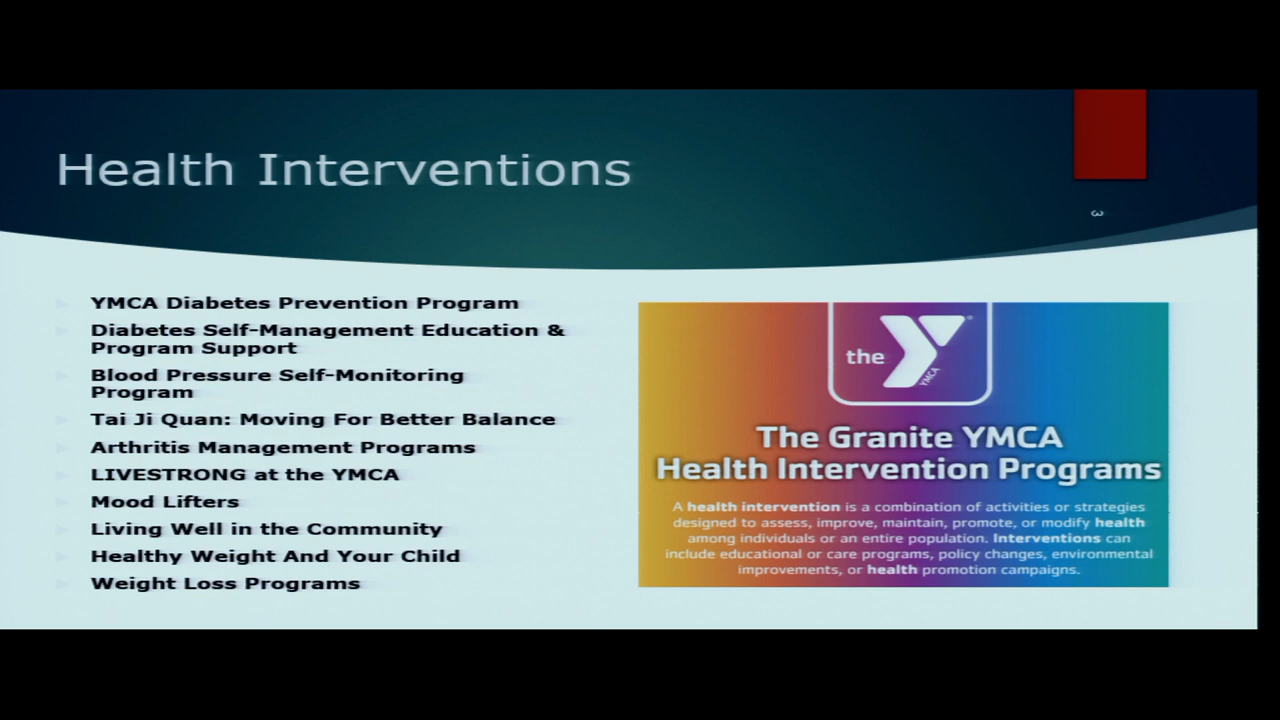 Health Interventions
3
YMCA Diabetes Prevention Program
Diabetes Self-Management Education &
Program Support
Blood Pressure Self-Monitoring
Program
Tai Ji Quan: Moving For Better Balance
Arthritis Management Programs
LIVESTRONG at the YMCA
Mood Lifters
Living Well in the Community
Healthy Weight And Your Child
Weight Loss Programs
the
YMCA
®
The Granite YMCA
Health Intervention Programs
A health intervention is a combination of activities or strategies
designed to assess, improve, maintain, promote, or modify health
among individuals or an entire population. Interventions can
include educational or care programs, policy changes, environmental
improvements, or health promotion campaigns.